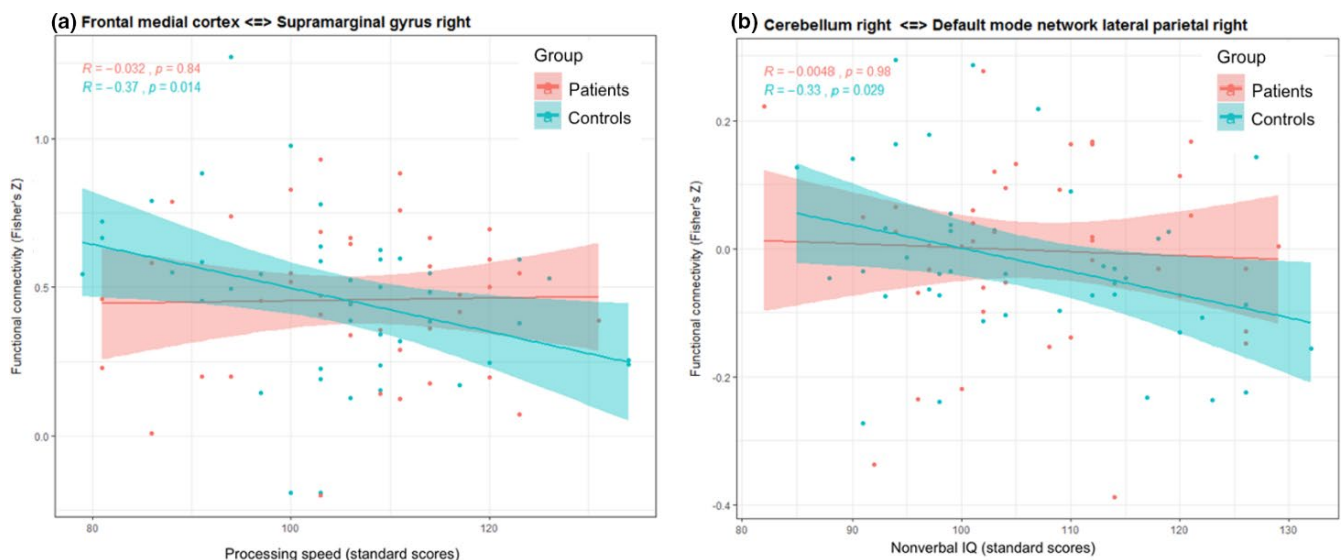 (a) Frontal medial cortex <=> Supramarginal gyrus right
R = −0.032 , p = 0.84
R = −0.37 , p = 0.014
Group
Patients
Controls
Functional connectivity (Fisher's Z)
1.0
0.5
0.0
80 100 120
Processing speed (standard scores)
(b) Cerebellum right <=> Default mode network lateral parietal right
R = −0.0048 , p = 0.98
R = −0.33 , p = 0.029
Group
Patients
Controls
Functional connectivity (Fisher's Z)
0.2
0.0
-0.2
-0.4
80 90 100 110 120 130
Nonverbal IQ (standard scores)